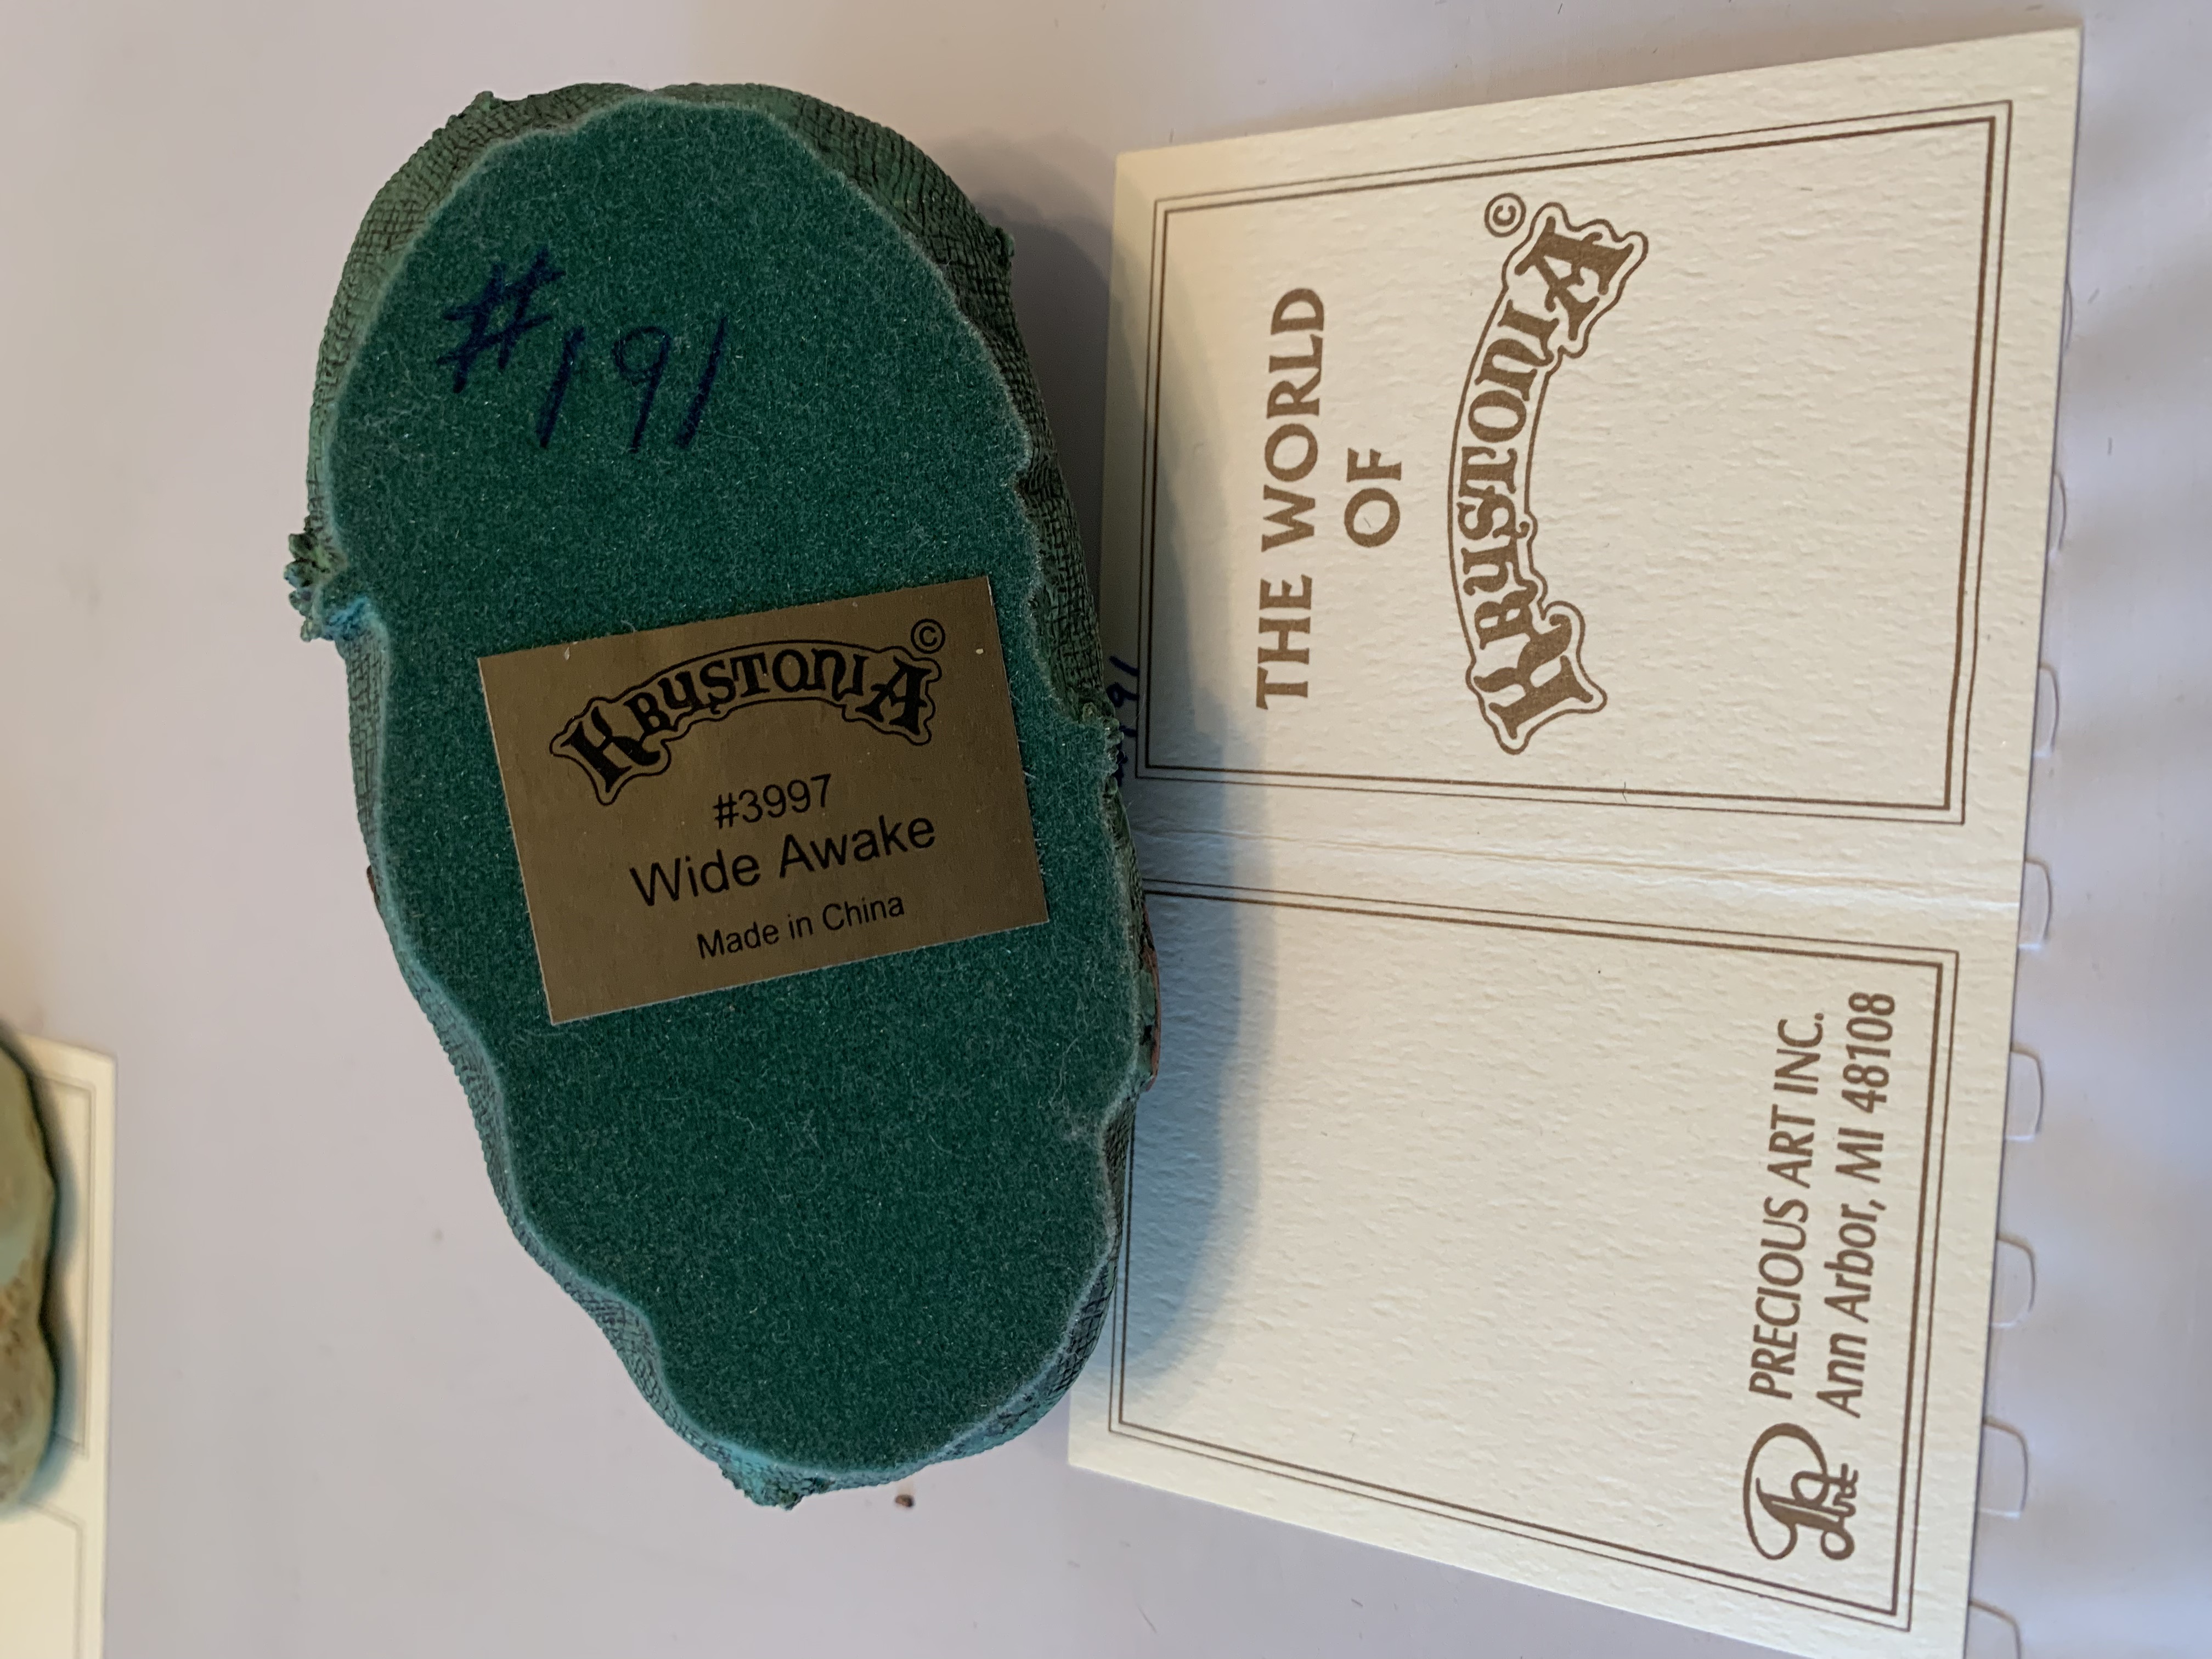 #191
KRYSTONIA ©
#3997
Wide Awake
Made in China
191
THE WORLD
OF
KRYSTONIA ©
PRECIOUS ART INC.
Ann Arbor, MI 48108